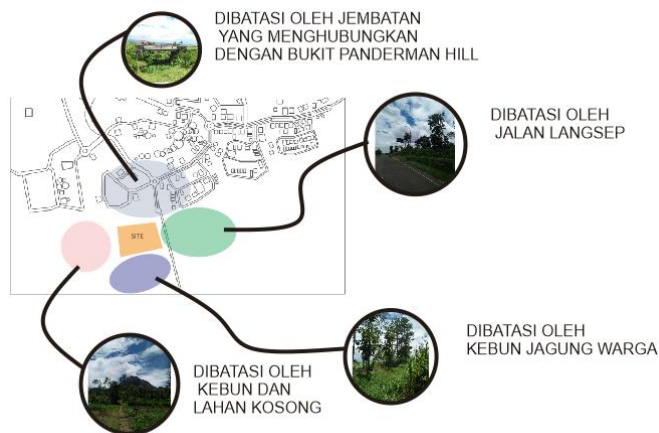 DIBATASI OLEH JEMBATAN
YANG MENGHUBUNGKAN
DENGAN BUKIT PANDERMAN HILL
DIBATASI OLEH
JALAN LANGSEP
SITE
DIBATASI OLEH
KEBUN JAGUNG WARGA
DIBATASI OLEH
KEBUN DAN
LAHAN KOSONG